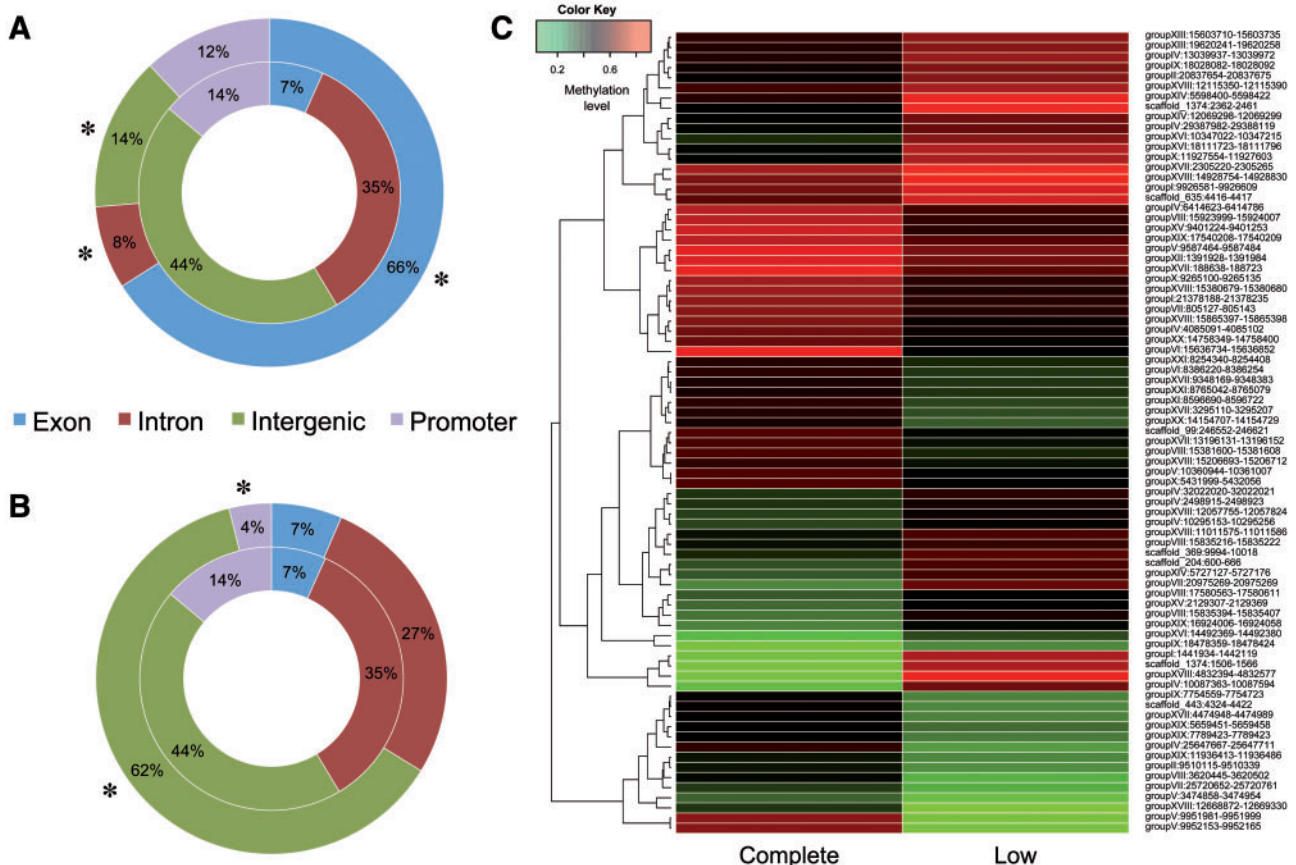 A
12%
14%
7%
14%
35%
8%
44%
66%
*
*
*
Exon
Intron
Intergenic
Promoter
B
*
4%
7%
14%
7%
27%
35%
44%
62%
*
C
Color Key
0.2
0.6
Methylation
level
groupXIII:15603710-15603735
groupXIII:19620241-19620258
groupIV:13039937-13039972
groupIX:18028082-18028092
groupII:20837654-20837675
groupXVIII:12115350-12115390
groupXIV:5598400-5598422
scaffold_1374:2362-2461
groupXIV:12069298-12069299
groupIV:29387982-29388119
groupXVI:10347022-10347215
groupXVI:18111723-18111796
groupX:11927554-11927603
groupXVII:2305220-2305265
groupXVIII:14928754-14928830
groupI:9926581-9926609
scaffold_635:4416-4417
groupIV:6414623-6414786
groupVIII:15923999-15924007
groupXV:9401224-9401253
groupXIX:17540208-17540209
groupV:9587464-9587484
groupXII:1391928-1391984
groupXVII:188638-188723
groupX:9265100-9265135
groupXVIII:15380679-15380680
groupI:21378188-21378235
groupVII:805127-805143
groupXVIII:15865397-15865398
groupIV:4085091-4085102
groupXX:14758349-14758400
groupVI:15636734-15636852
groupXXI:8254340-8254408
groupVI:8386220-8386254
groupXVII:9348169-9348383
groupXXI:8765042-8765079
groupXI:8596690-8596722
groupXVII:3295110-3295207
groupXX:14154707-14154729
scaffold_99:246552-246621
groupXVII:13196131-13196152
groupVIII:15381600-15381608
groupXVIII:15206693-15206712
groupV:10360944-10361007
groupX:5431999-5432056
groupIV:32022020-32022021
groupIV:2498915-2498923
groupXVIII:12057755-12057824
groupIV:10295153-10295256
groupXVIII:11011575-11011586
groupVIII:15835216-15835222
scaffold_369:9994-10018
scaffold_204:600-666
groupXIV:5727127-5727176
groupVII:20975269-20975269
groupVIII:17580563-17580611
groupXV:2129307-2129369
groupVIII:15835394-15835407
groupXIX:16924006-16924058
groupXVI:14492369-14492380
groupIX:18478359-18478424
groupI:1441934-1442119
scaffold_1374:1506-1566
groupXVIII:4832394-4832577
groupIV:10087363-10087594
groupIX:7754559-7754723
scaffold_443:4324-4422
groupXVII:4474948-4474989
groupXIX:5659451-5659458
groupXIX:7789423-7789423
groupIV:25647667-25647711
groupXIX:11936413-11936486
groupII:9510115-9510339
groupVIII:3620445-3620502
groupVII:25720652-25720761
groupV:3474858-3474954
groupXVIII:12668872-12669330
groupV:9951981-9951999
groupV:9952153-9952165
Complete
Low